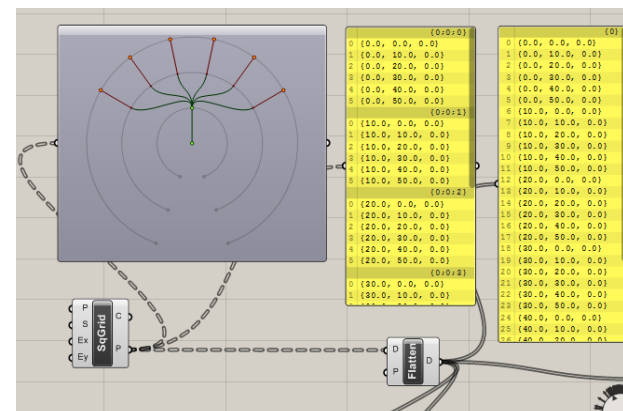 {0;0;0}
0 {0.0, 0.0, 0.0}
1 {0.0, 10.0, 0.0}
2 {0.0, 20.0, 0.0}
3 {0.0, 30.0, 0.0}
4 {0.0, 40.0, 0.0}
5 {0.0, 50.0, 0.0}
{0;0;1}
0 {10.0, 0.0, 0.0}
1 {10.0, 10.0, 0.0}
2 {10.0, 20.0, 0.0}
3 {10.0, 30.0, 0.0}
4 {10.0, 40.0, 0.0}
5 {10.0, 50.0, 0.0}
{0;0;2}
0 {20.0, 0.0, 0.0}
1 {20.0, 10.0, 0.0}
2 {20.0, 20.0, 0.0}
3 {20.0, 30.0, 0.0}
4 {20.0, 40.0, 0.0}
5 {20.0, 50.0, 0.0}
{0;0;3}
0 {30.0, 0.0, 0.0}
1 {30.0, 10.0, 0.0}
{0}
0 {0.0, 0.0, 0.0}
1 {0.0, 10.0, 0.0}
2 {0.0, 20.0, 0.0}
3 {0.0, 30.0, 0.0}
4 {0.0, 40.0, 0.0}
5 {0.0, 50.0, 0.0}
6 {10.0, 0.0, 0.0}
7 {10.0, 10.0, 0.0}
8 {10.0, 20.0, 0.0}
9 {10.0, 30.0, 0.0}
10 {10.0, 40.0, 0.0}
11 {10.0, 50.0, 0.0}
12 {20.0, 0.0, 0.0}
13 {20.0, 10.0, 0.0}
14 {20.0, 20.0, 0.0}
15 {20.0, 30.0, 0.0}
16 {20.0, 40.0, 0.0}
17 {20.0, 50.0, 0.0}
18 {30.0, 0.0, 0.0}
19 {30.0, 10.0, 0.0}
20 {30.0, 20.0, 0.0}
21 {30.0, 30.0, 0.0}
22 {30.0, 40.0, 0.0}
23 {30.0, 50.0, 0.0}
24 {40.0, 0.0, 0.0}
25 {40.0, 10.0, 0.0}
26 {40.0, 20.0, 0.0}
P
S
Ex
Ey
SqGrid
C
P
D
P
Flatten
D